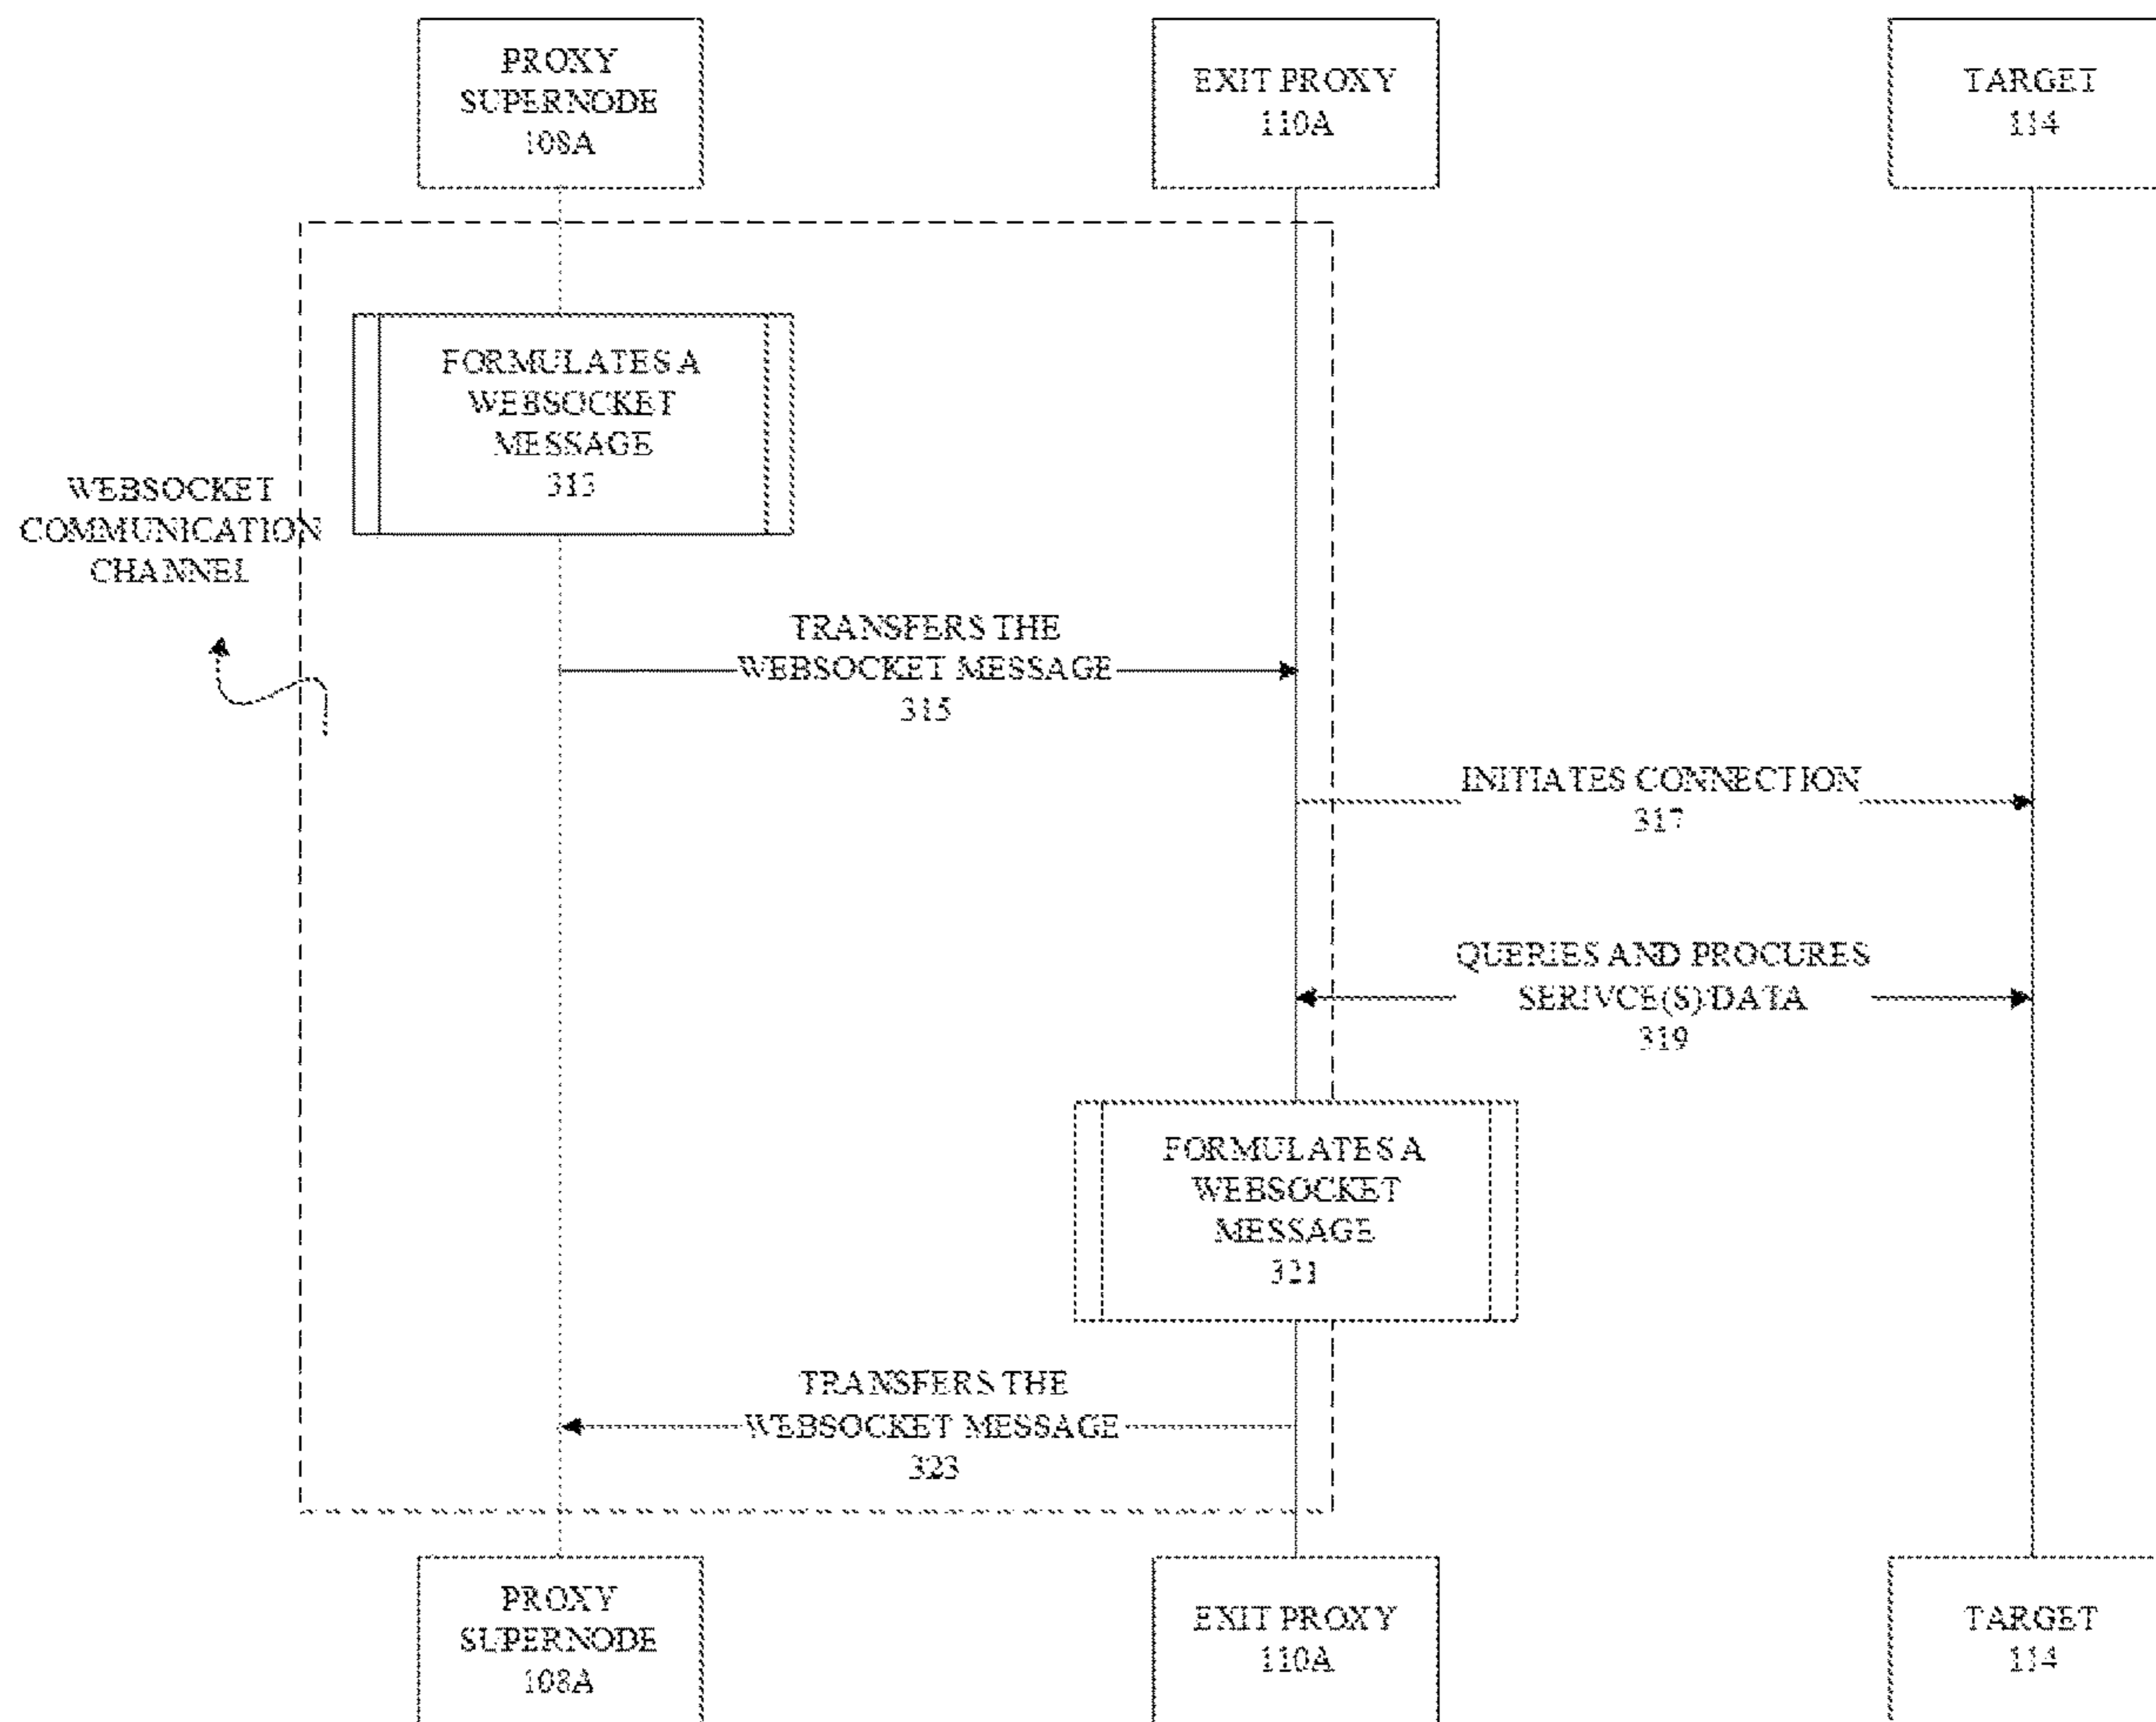 PROXY
SUPERNODE
108A
EXIT PROXY
110A
TARGET
114
FORMULATES A
WEBSOCKET
MESSAGE
313
WEBSOCKET
COMMUNICATION
CHANNEL
TRANSFERS THE
WEBSOCKET MESSAGE
315
INITIATES CONNECTION
317
QUERIES AND PROCURES
SERIVCE(S)/DATA
319
FORMULATES A
WEBSOCKET
MESSAGE
321
TRANSFERS THE
WEBSOCKET MESSAGE
323
PROXY
SUPERNODE
108A
EXIT PROXY
110A
TARGET
114